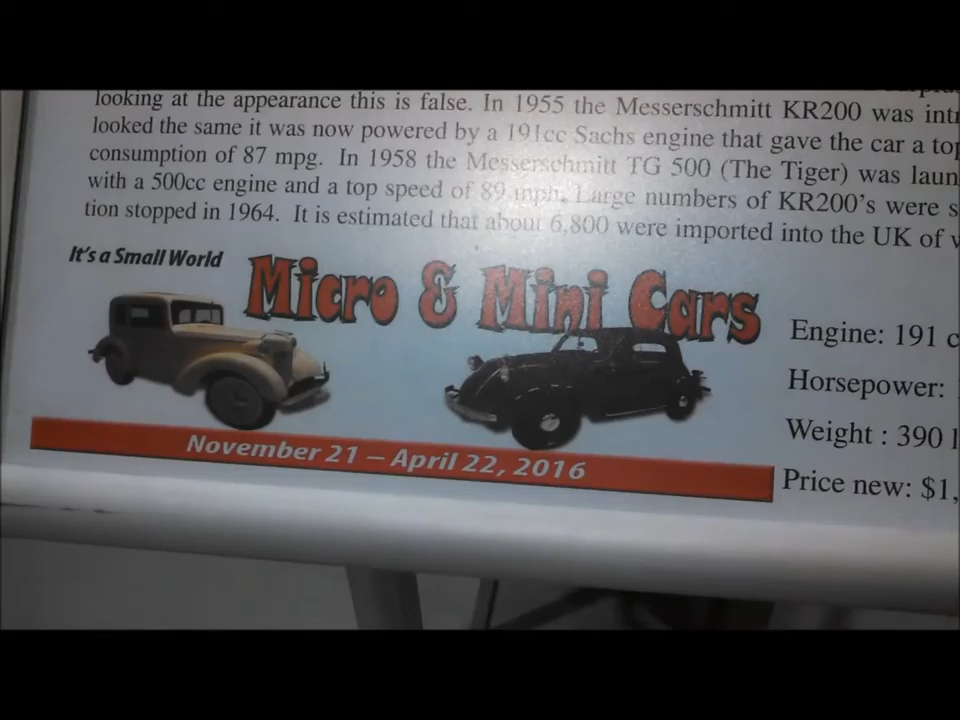 looking at the appearance this is false. In 1955 the Messerschmitt KR200 was
looked the same it was now powered by a 191cc Sachs engine that gave the car a
consumption of 87 mpg. In 1958 the Messerschmitt TG 500 (The Tiger) was
with a 500cc engine and a top speed of 89 mph. Large numbers of KR200's were
tion stopped in 1964. It is estimated that about 6,800 were imported into the UK of
It's a Small World
Micro & Mini Cars
November 21 – April 22, 2016
Engine: 191
Horsepower:
Weight : 390
Price new: $1,